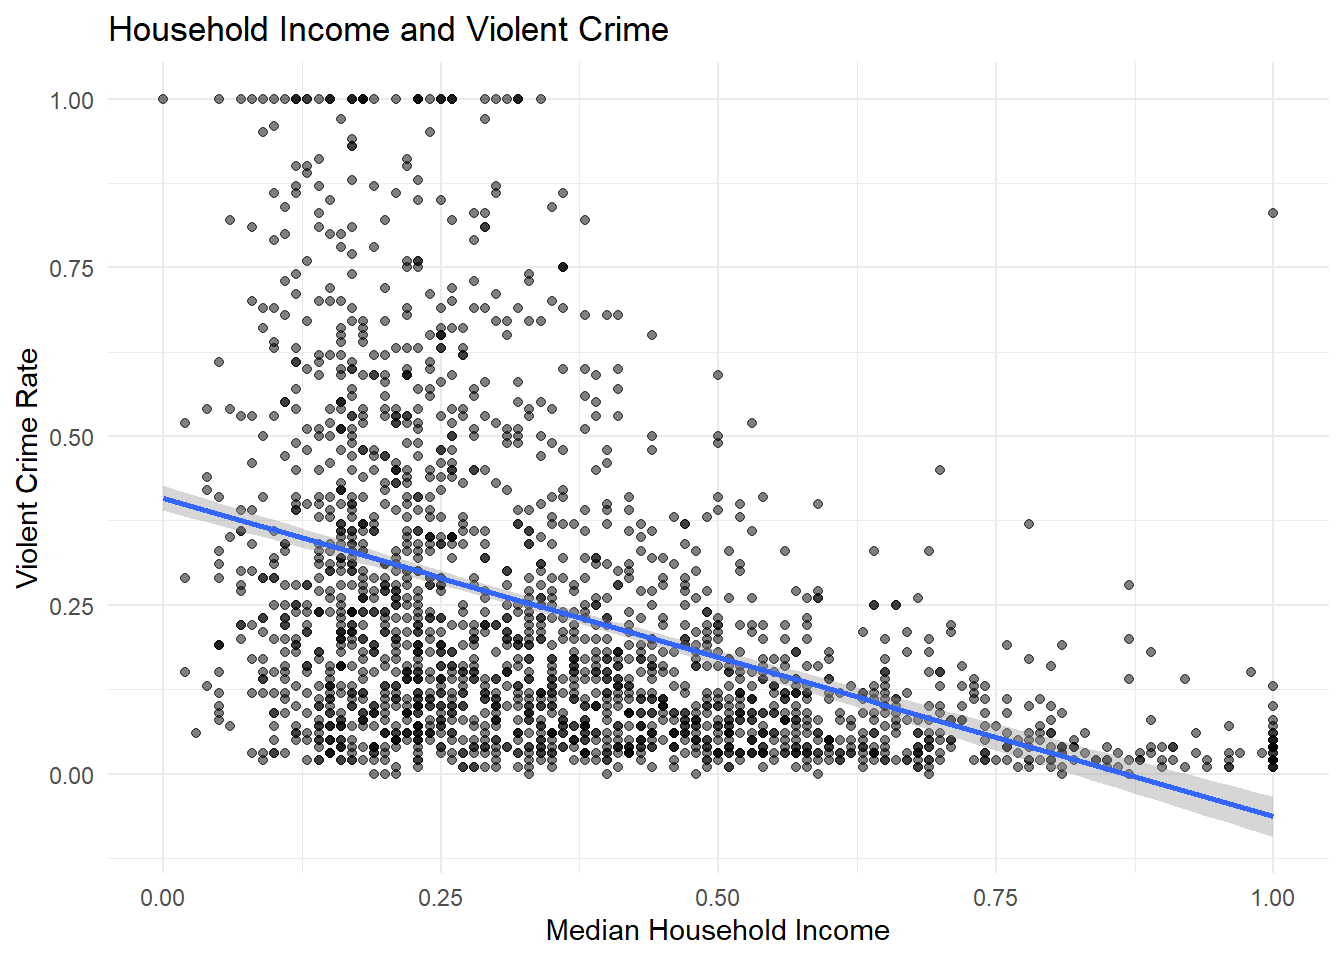 Household Income and Violent Crime
1.00
0.75
0.50
0.25
0.00
Violent Crime Rate
0.00 0.25 0.50 0.75 1.00
Median Household Income